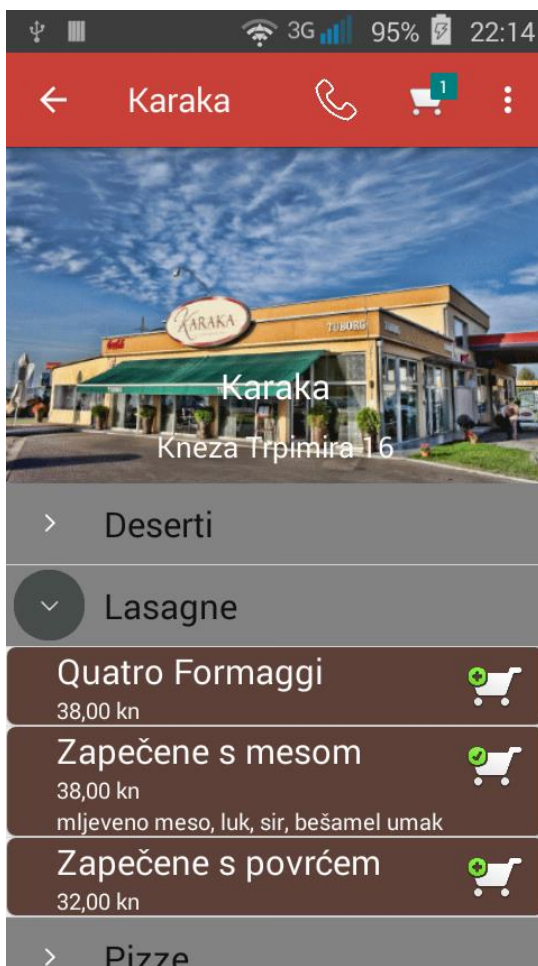 3G 95% 22:14
Karaka 1
KARAKA
TUBORG
Karaka
Kneza Trpimira 16
Deserti
Lasagne
Quatro Formaggi
38,00 kn
Zapečene s mesom
38,00 kn
mljeveno meso, luk, sir, bešamel umak
Zapečene s povrćem
32,00 kn
Pizze